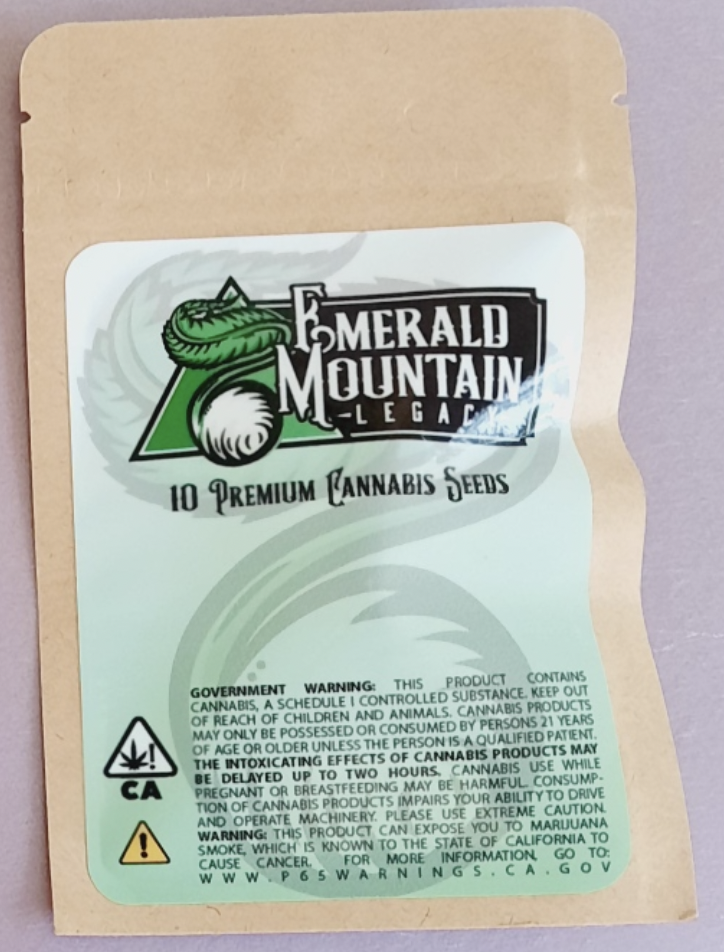 EMERALD
MOUNTAIN
-LEGACY
10 PREMIUM CANNABIS SEEDS
GOVERNMENT WARNING: THIS PRODUCT CONTAINS
CANNABIS, A SCHEDULE I CONTROLLED SUBSTANCE. KEEP OUT
OF REACH OF CHILDREN AND ANIMALS. CANNABIS PRODUCTS
MAY ONLY BE POSSESSED OR CONSUMED BY PERSONS 21 YEARS
OF AGE OR OLDER UNLESS THE PERSON IS A QUALIFIED PATIENT.
THE INTOXICATING EFFECTS OF CANNABIS PRODUCTS MAY
BE DELAYED UP TO TWO HOURS. CANNABIS USE WHILE
PREGNANT OR BREASTFEEDING MAY BE HARMFUL. CONSUMP-
TION OF CANNABIS PRODUCTS IMPAIRS YOUR ABILITY TO DRIVE
AND OPERATE MACHINERY. PLEASE USE EXTREME CAUTION.
WARNING: THIS PRODUCT CAN EXPOSE YOU TO MARIJUANA
SMOKE, WHICH IS KNOWN TO THE STATE OF CALIFORNIA TO
CAUSE CANCER. FOR MORE INFORMATION, GO TO:
WWW.P65WARNINGS.CA.GOV
!
CA
!